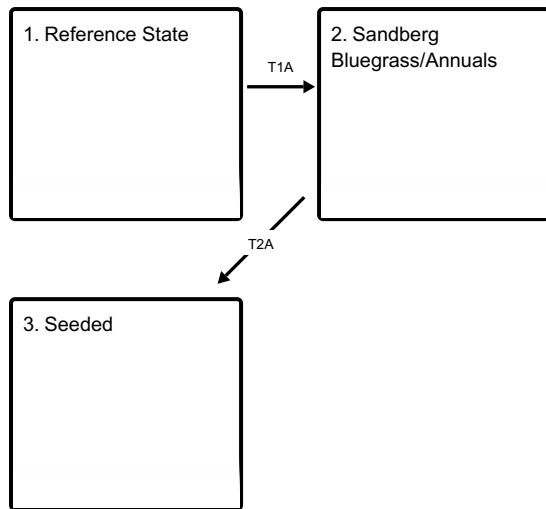 1. Reference State
2. Sandberg
Bluegrass/Annuals
T1A
T2A
3. Seeded